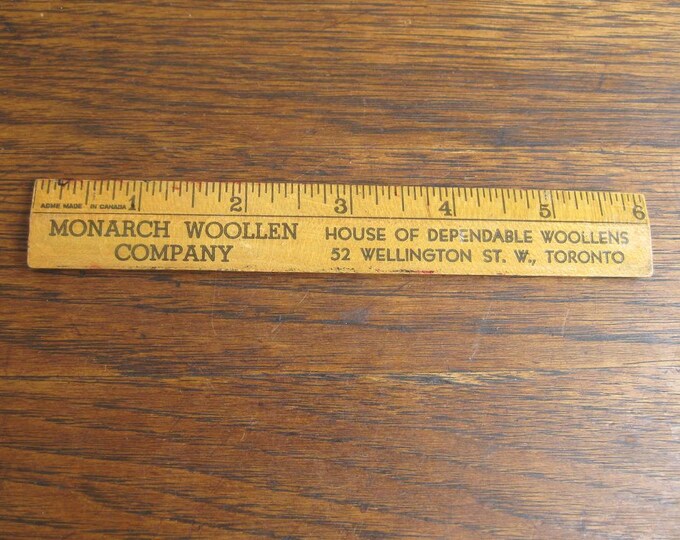 1 2 3 4 5 6
ACME MADE IN CANADA
MONARCH WOOLLEN
COMPANY
HOUSE OF DEPENDABLE WOOLLENS
52 WELLINGTON ST. W., TORONTO